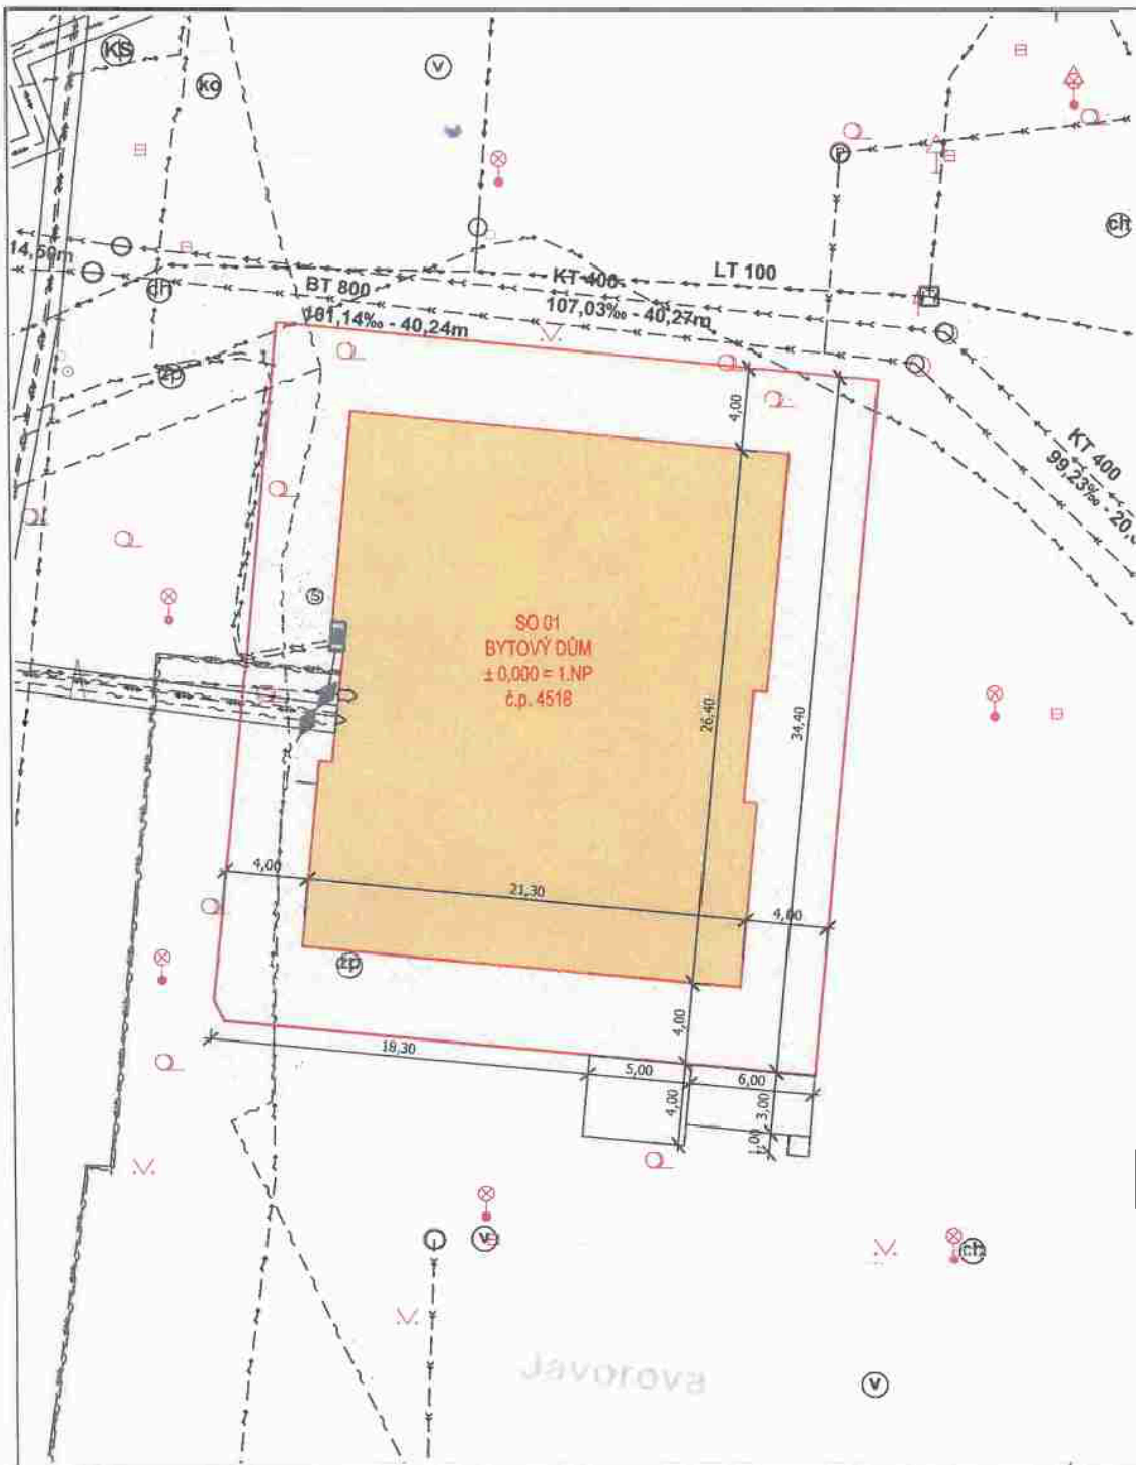 KS
ko
v
P
ch
14,50m
ch
BT 800
101,14‰ - 40,24m
KT 400
107,03‰ - 40,27m
LT 100
zp
4,00
KT 400
99,23‰ - 20,
S
SO 01
BYTOVÝ DŮM
± 0,000 = 1.NP
č.p. 4518
26,40
34,40
4,00
21,30
4,00
zp
4,00
18,30
5,00
6,00
4,00
3,00
1,00
v
ch
Javorova
v